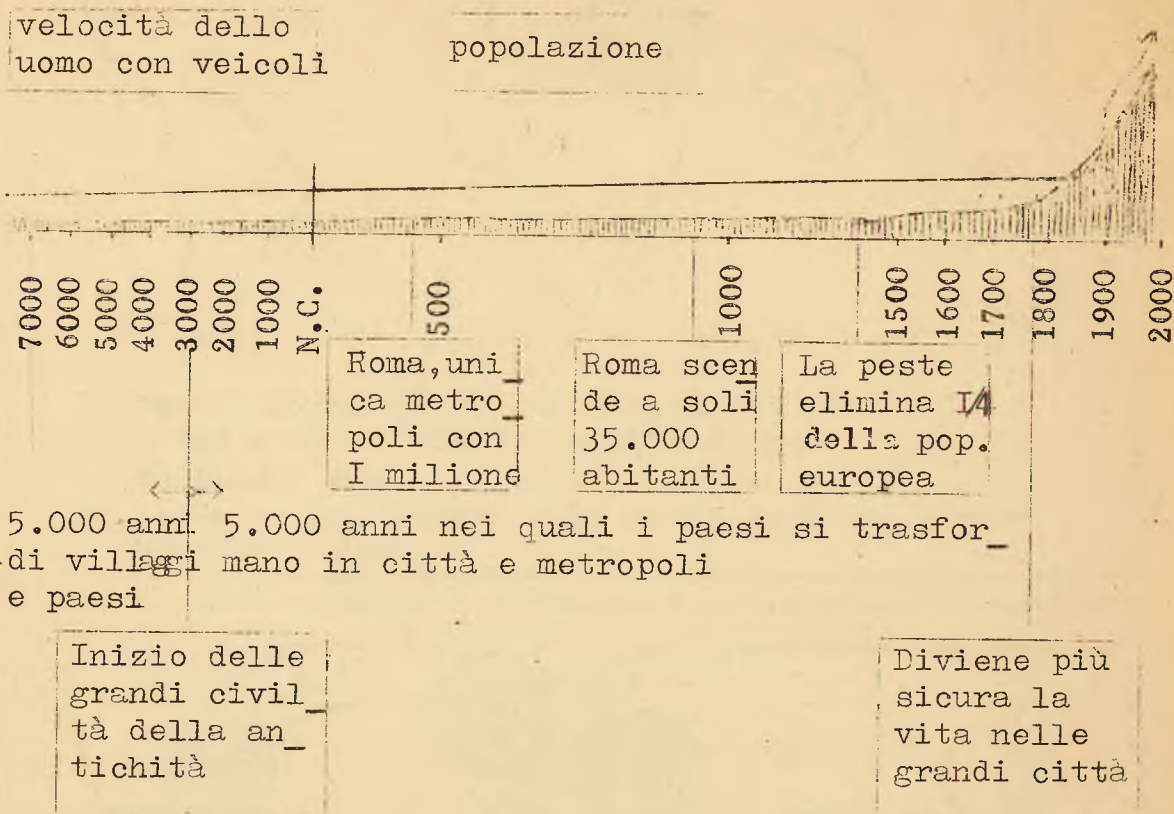 velocità dello
uomo con veicoli
popolazione
7000
6000
5000
4000
3000
2000
1000
N.C.
500
1000
1500
1600
1700
1800
1900
2000
Roma,uni_
ca metro_
poli con
I milione
Roma scen_
de a soli
35.000
abitanti
La peste
elimina I/4
della pop.
europea
5.000 anni
di villaggi
e paesi
5.000 anni nei quali i paesi si trasfor_
mano in città e metropoli
Inizio delle
grandi civil_
tà della an_
tichità
Diviene più
sicura la
vita nelle
grandi città